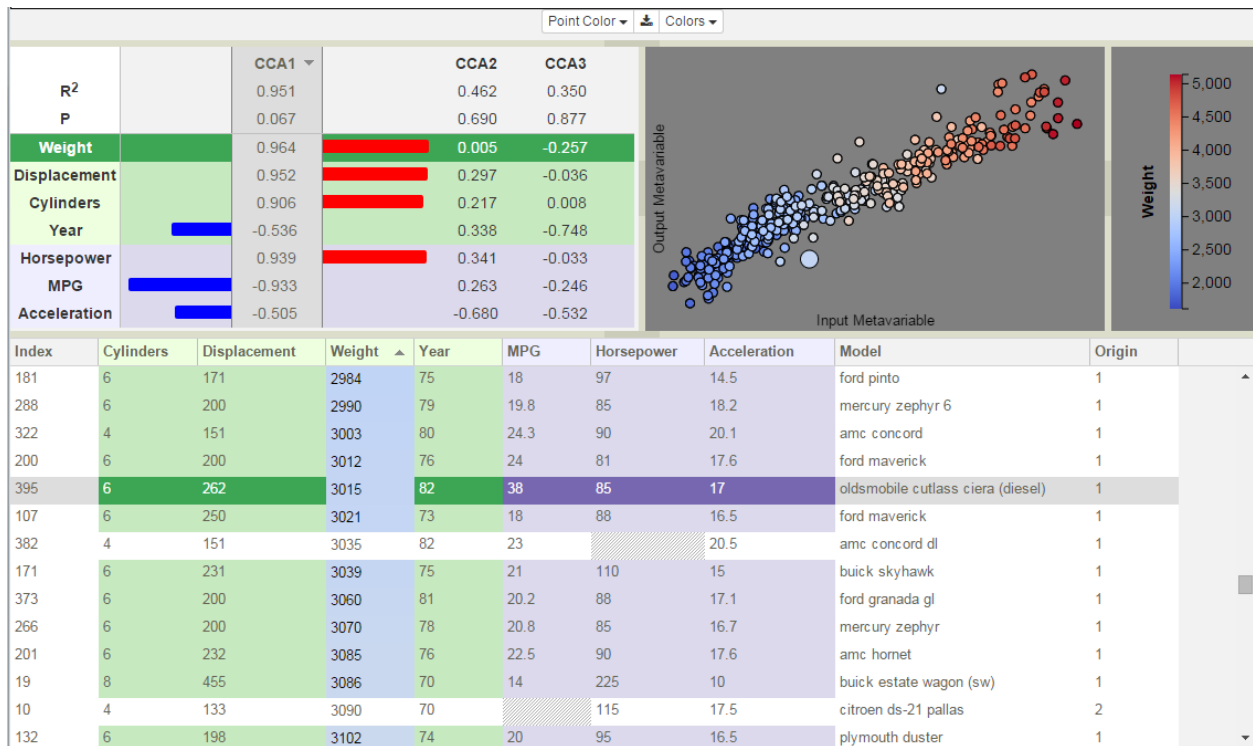 Point Color Colors
CCA1 CCA2 CCA3
R2 0.951 0.462 0.350
P 0.067 0.690 0.877
Weight 0.964 0.005 -0.257
Displacement 0.952 0.297 -0.036
Cylinders 0.906 0.217 0.008
Year -0.536 0.338 -0.748
Horsepower 0.939 0.341 -0.033
MPG -0.933 0.263 -0.246
Acceleration -0.505 -0.680 -0.532
Output Metavariable
Input Metavariable
Weight
5,000
4,500
4,000
3,500
3,000
2,500
2,000
Index Cylinders Displacement Weight Year MPG Horsepower Acceleration Model Origin
181 6 171 2984 75 18 97 14.5 ford pinto 1
288 6 200 2990 79 19.8 85 18.2 mercury zephyr 6 1
322 4 151 3003 80 24.3 90 20.1 amc concord 1
200 6 200 3012 76 24 81 17.6 ford maverick 1
395 6 262 3015 82 38 85 17 oldsmobile cutlass ciera (diesel) 1
107 6 250 3021 73 18 88 16.5 ford maverick 1
382 4 151 3035 82 23 20.5 amc concord dl 1
171 6 231 3039 75 21 110 15 buick skyhawk 1
373 6 200 3060 81 20.2 88 17.1 ford granada gl 1
266 6 200 3070 78 20.8 85 16.7 mercury zephyr 1
201 6 232 3085 76 22.5 90 17.6 amc hornet 1
19 8 455 3086 70 14 225 10 buick estate wagon (sw) 1
10 4 133 3090 70 115 17.5 citroen ds-21 pallas 2
132 6 198 3102 74 20 95 16.5 plymouth duster 1